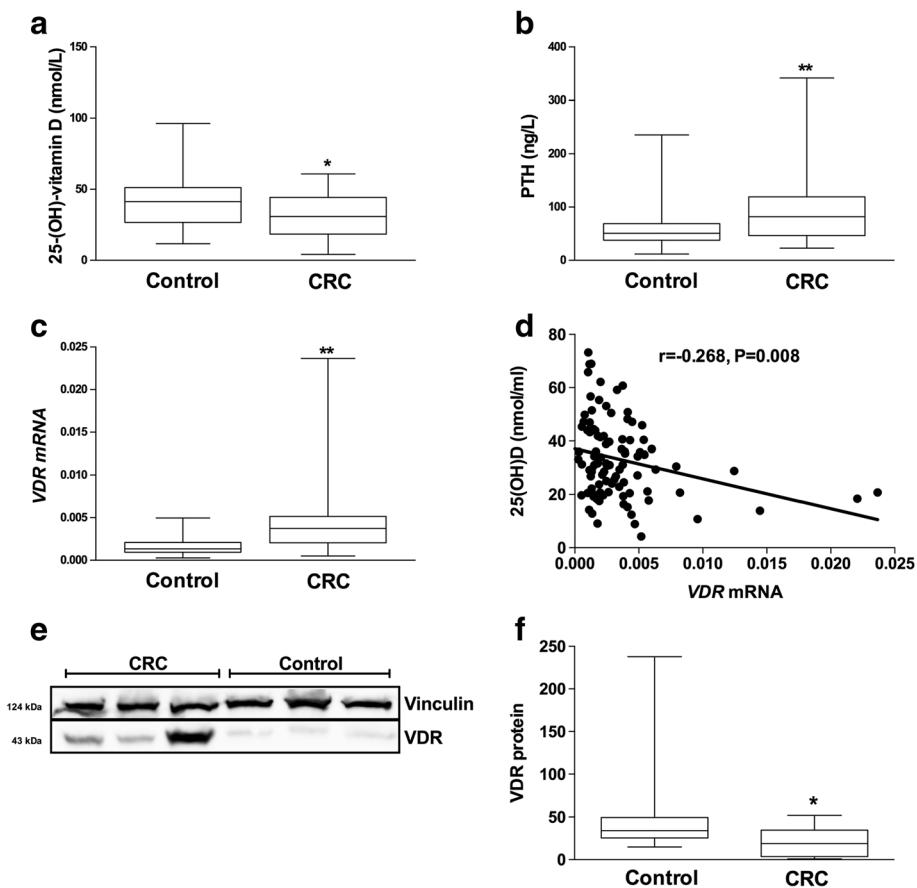 a
150
100
50
0
25-(OH)-vitamin D (nmol/L)
*
Control
CRC
b
400
300
200
100
0
PTH (ng/L)
**
Control
CRC
c
0.025
0.020
0.015
0.010
0.005
0.000
VDR mRNA
**
Control
CRC
d
80
60
40
20
0
25(OH)D (nmol/ml)
r=-0.268, P=0.008
0.000 0.005 0.010 0.015 0.020 0.025
VDR mRNA
e
CRC Control
124 kDa Vinculin
43 kDa VDR
f
250
200
150
100
50
0
VDR protein
*
Control
CRC